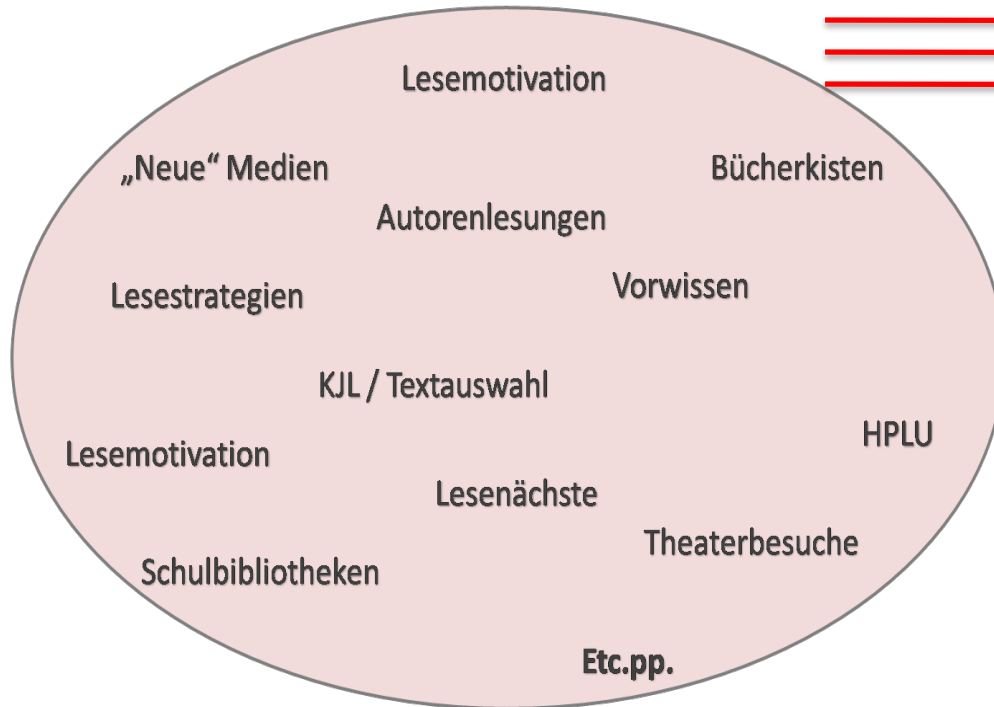 Lesemotivation
„Neue“ Medien
Bücherkisten
Autorenlesungen
Vorwissen
Lesestrategien
KJL / Textauswahl
HPLU
Lesemotivation
Lesenächste
Theaterbesuche
Schulbibliotheken
Etc.pp.